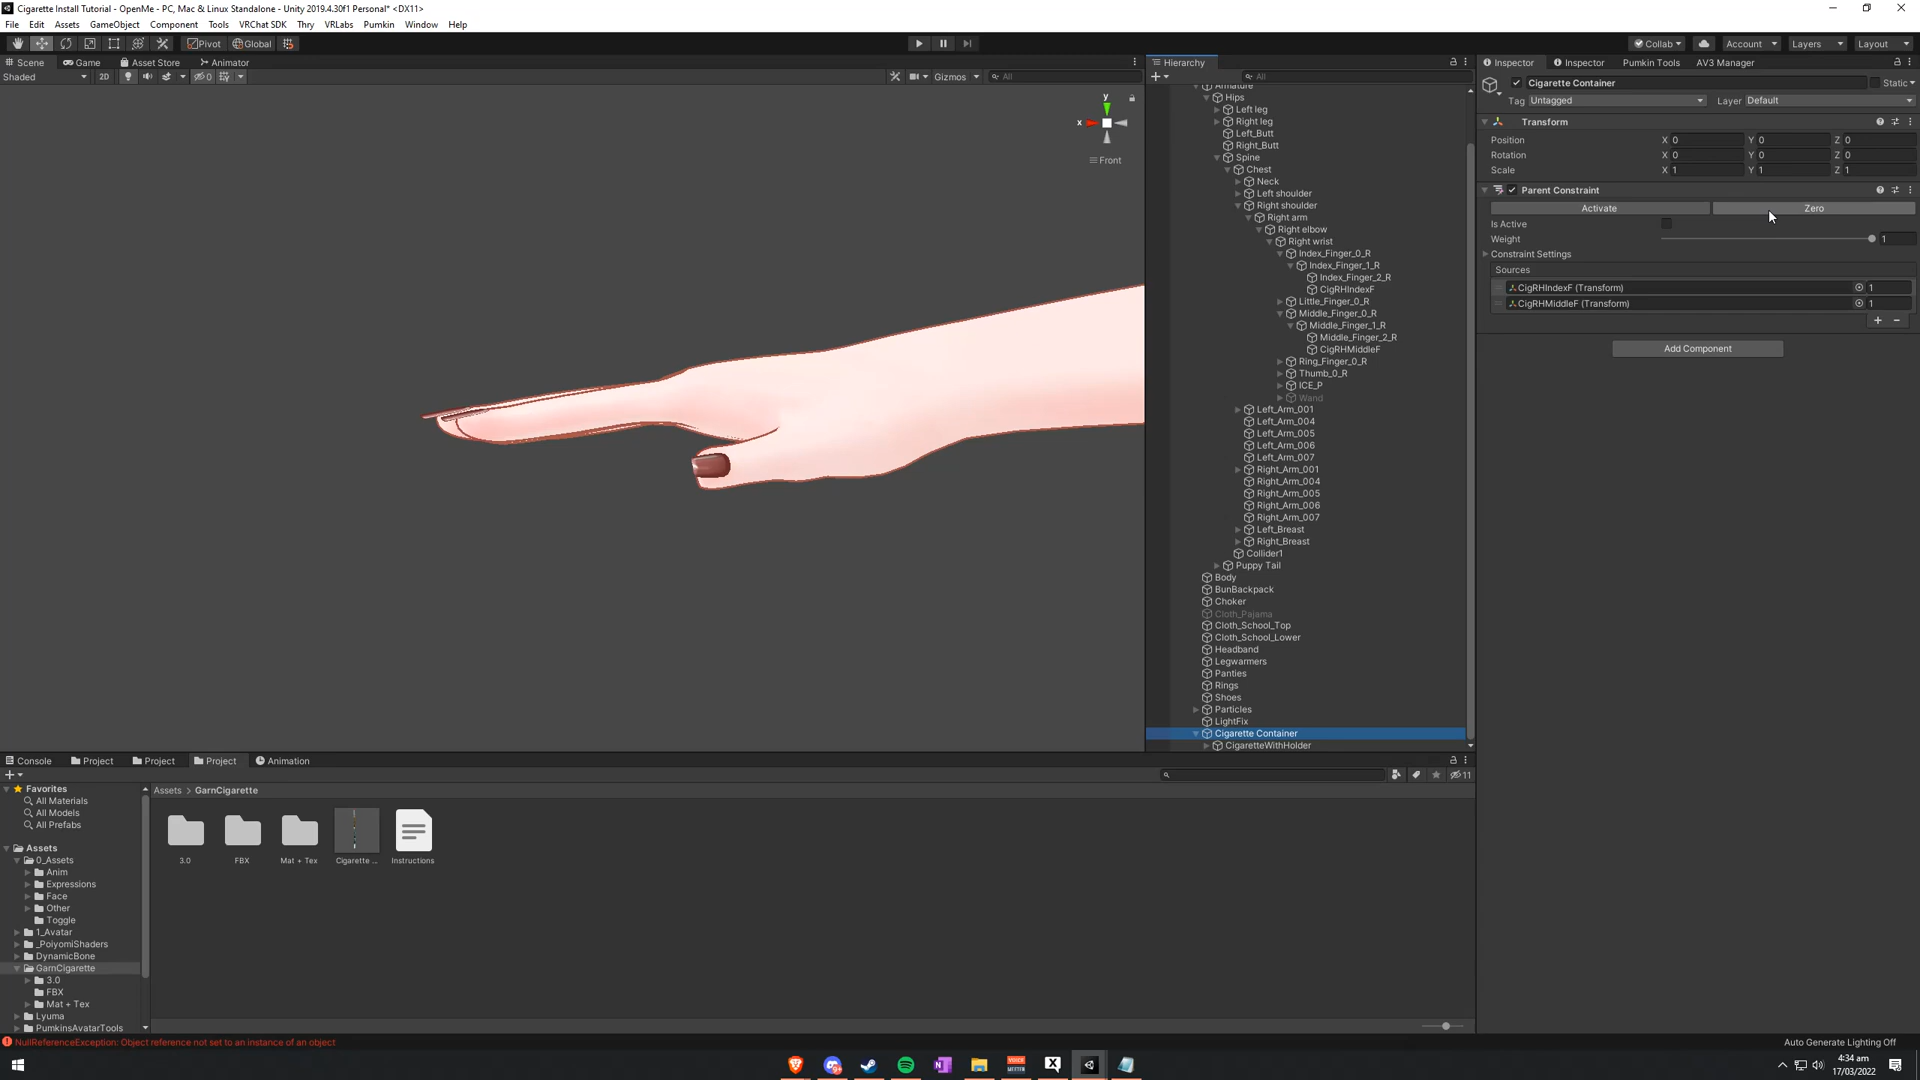 Cigarette Install Tutorial - OpenMe - PC, Mac & Linux Standalone - Unity 2019.4.30f1 Personal* <DX11>
File Edit Assets GameObject Component Tools VRChat SDK Thry VRLabs Pumkin Window Help
Pivot Global Collab Account Layers Layout
Scene Game Asset Store Animator
Shaded 2D 0 Gizmos All
y
x
Front
Hierarchy
All
Armature
Hips
Left leg
Right leg
Left_Butt
Right_Butt
Spine
Chest
Neck
Left shoulder
Right shoulder
Right arm
Right elbow
Right wrist
Index_Finger_0_R
Index_Finger_1_R
Index_Finger_2_R
CigRHIndexF
Little_Finger_0_R
Middle_Finger_0_R
Middle_Finger_1_R
Middle_Finger_2_R
CigRHMiddleF
Ring_Finger_0_R
Thumb_0_R
ICE_P
Wand
Left_Arm_001
Left_Arm_004
Left_Arm_005
Left_Arm_006
Left_Arm_007
Right_Arm_001
Right_Arm_004
Right_Arm_005
Right_Arm_006
Right_Arm_007
Left_Breast
Right_Breast
Collider1
Puppy Tail
Body
BunBackpack
Choker
Cloth_Pajama
Cloth_School_Top
Cloth_School_Lower
Headband
Legwarmers
Panties
Rings
Shoes
Particles
LightFix
Cigarette Container
CigaretteWithHolder
Inspector Inspector Pumkin Tools AV3 Manager
Cigarette Container Static
Tag Untagged Layer Default
Transform
Position X 0 Y 0 Z 0
Rotation X 0 Y 0 Z 0
Scale X 1 Y 1 Z 1
Parent Constraint
Activate Zero
Is Active
Weight 1
Constraint Settings
Sources
CigRHIndexF (Transform) 1
CigRHMiddleF (Transform) 1
Add Component
Console Project Project Project Animation
11
Favorites
All Materials
All Models
All Prefabs
Assets
0_Assets
Anim
Expressions
Face
Other
Toggle
1_Avatar
_PoiyomiShaders
DynamicBone
GarnCigarette
3.0
FBX
Mat + Tex
Lyuma
PumkinsAvatarTools
Assets > GarnCigarette
3.0 FBX Mat + Tex Cigarette ... Instructions
NullReferenceException: Object reference not set to an instance of an object
Auto Generate Lighting Off
4:34 am
17/03/2022